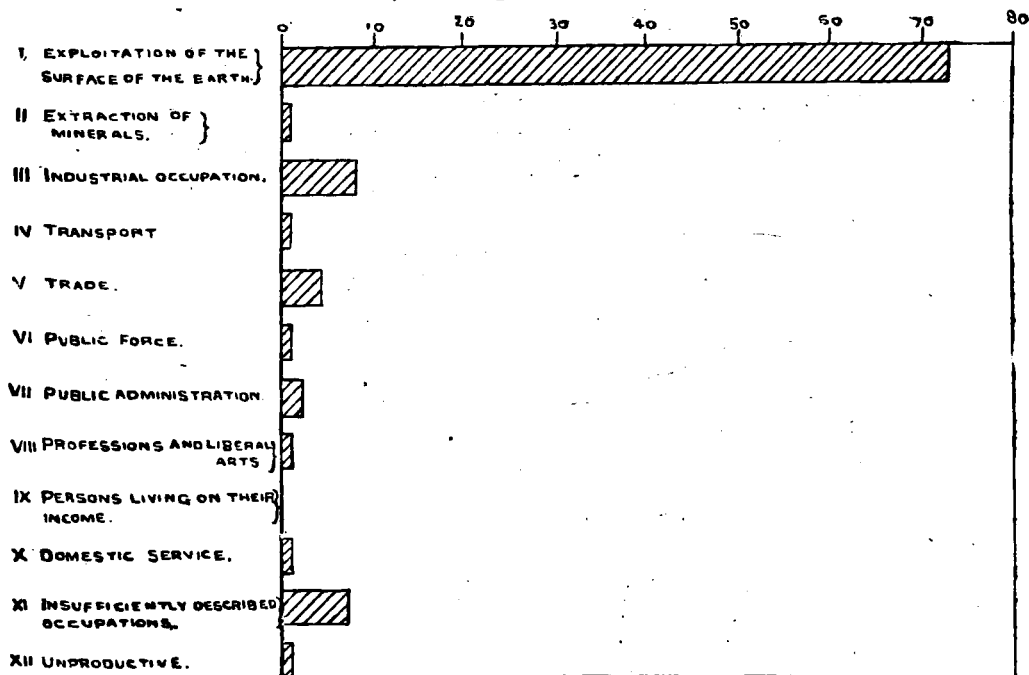 0 10 20 30 40 50 60 70 80
I, EXPLOITATION OF THE
SURFACE OF THE EARTH.
II EXTRACTION OF
MINERALS.
III INDUSTRIAL OCCUPATION.
IV TRANSPORT
V TRADE.
VI PUBLIC FORCE.
VII PUBLIC ADMINISTRATION
VIII PROFESSIONS AND LIBERAL
ARTS
IX PERSONS LIVING ON THEIR
INCOME.
X DOMESTIC SERVICE.
XI INSUFFICIENTLY DESCRIBED
OCCUPATIONS.
XII UNPRODUCTIVE.